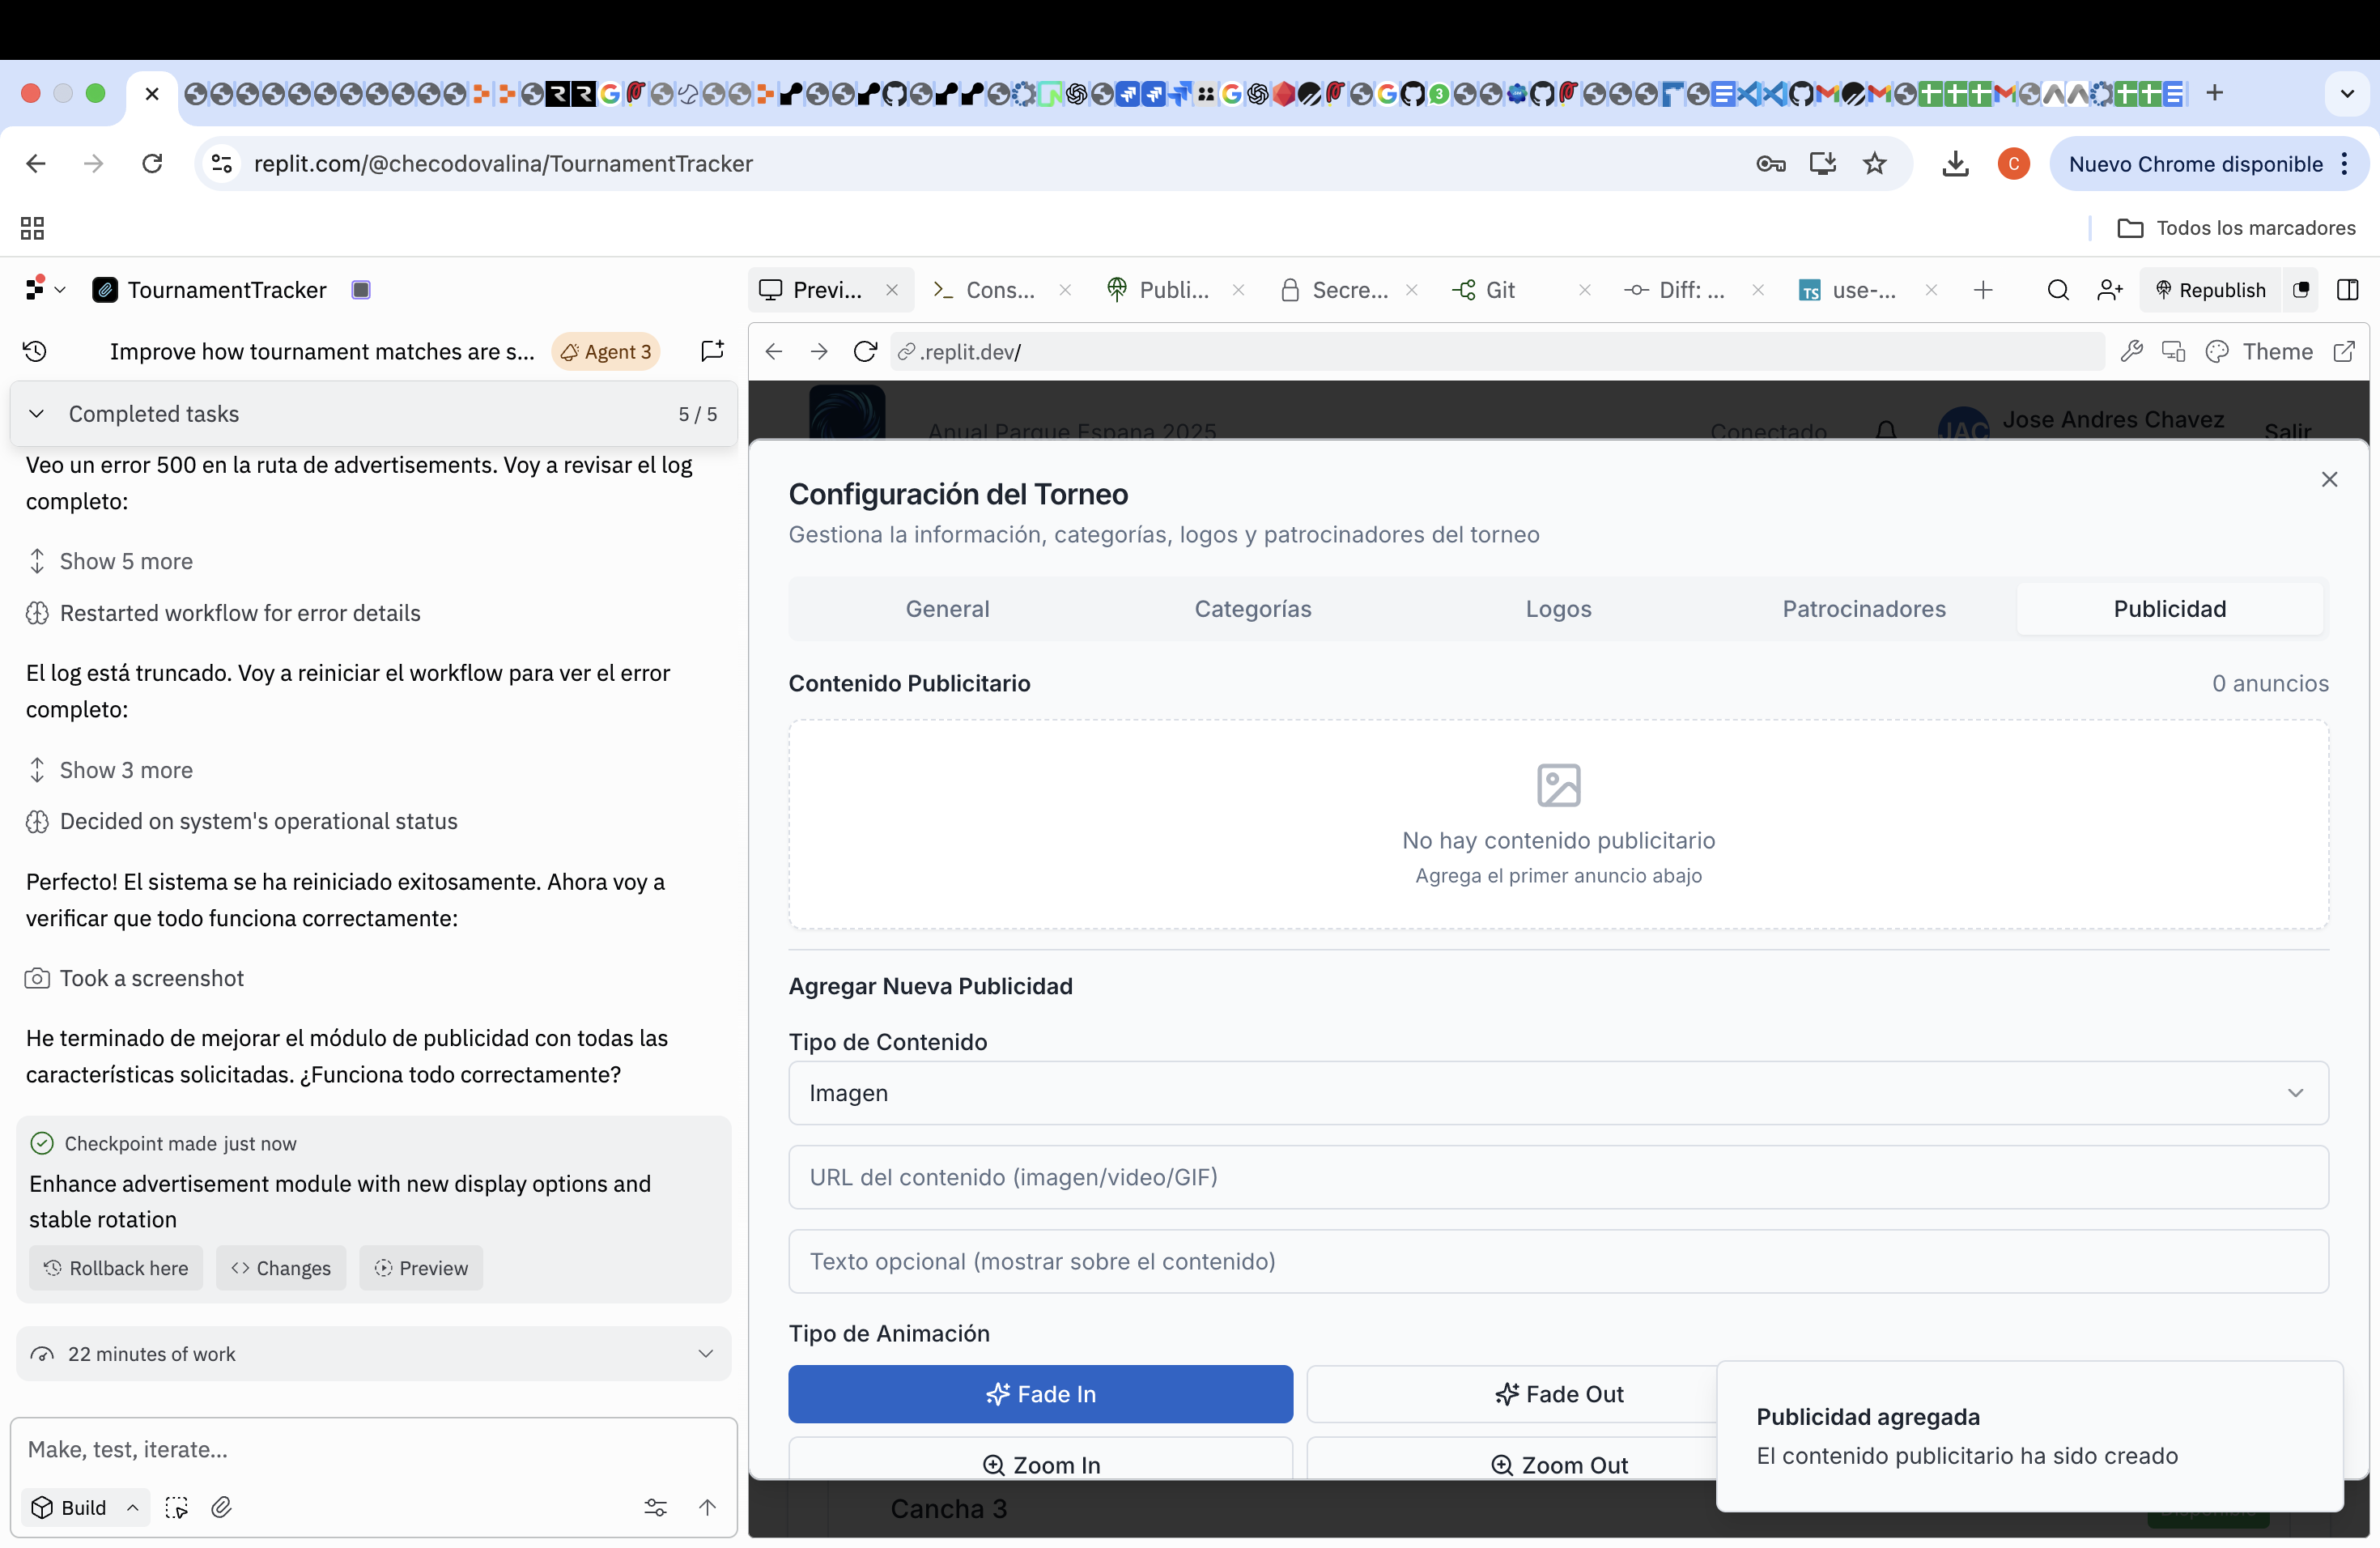 replit.com/@checodovalina/TournamentTracker
C
Nuevo Chrome disponible
Todos los marcadores
TournamentTracker
Improve how tournament matches are s...
Agent 3
Completed tasks
5 / 5
Veo un error 500 en la ruta de advertisements. Voy a revisar el log
completo:
Show 5 more
Restarted workflow for error details
El log está truncado. Voy a reiniciar el workflow para ver el error
completo:
Show 3 more
Decided on system's operational status
Perfecto! El sistema se ha reiniciado exitosamente. Ahora voy a
verificar que todo funciona correctamente:
Took a screenshot
He terminado de mejorar el módulo de publicidad con todas las
características solicitadas. ¿Funciona todo correctamente?
Checkpoint made just now
Enhance advertisement module with new display options and
stable rotation
Rollback here
Changes
Preview
22 minutes of work
Make, test, iterate...
Build
Previ...
Cons...
Publi...
Secre...
Git
Diff: ...
TS
use-...
Republish
.replit.dev/
Theme
Anual Parque Espana 2025
Conectado
JAC
Jose Andres Chavez
Salir
Configuración del Torneo
Gestiona la información, categorías, logos y patrocinadores del torneo
General
Categorías
Logos
Patrocinadores
Publicidad
Contenido Publicitario
0 anuncios
No hay contenido publicitario
Agrega el primer anuncio abajo
Agregar Nueva Publicidad
Tipo de Contenido
Imagen
URL del contenido (imagen/video/GIF)
Texto opcional (mostrar sobre el contenido)
Tipo de Animación
Fade In
Fade Out
Zoom In
Zoom Out
Publicidad agregada
El contenido publicitario ha sido creado
Cancha 3